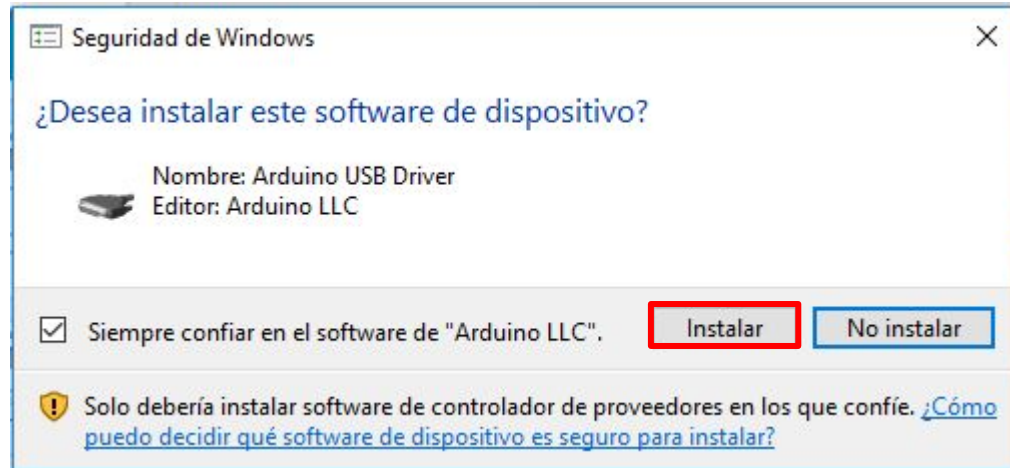 Seguridad de Windows
¿Desea instalar este software de dispositivo?
Nombre: Arduino USB Driver
Editor: Arduino LLC
Siempre confiar en el software de "Arduino LLC".
Instalar
No instalar
Solo debería instalar software de controlador de proveedores en los que confíe. ¿Cómo
puedo decidir qué software de dispositivo es seguro para instalar?